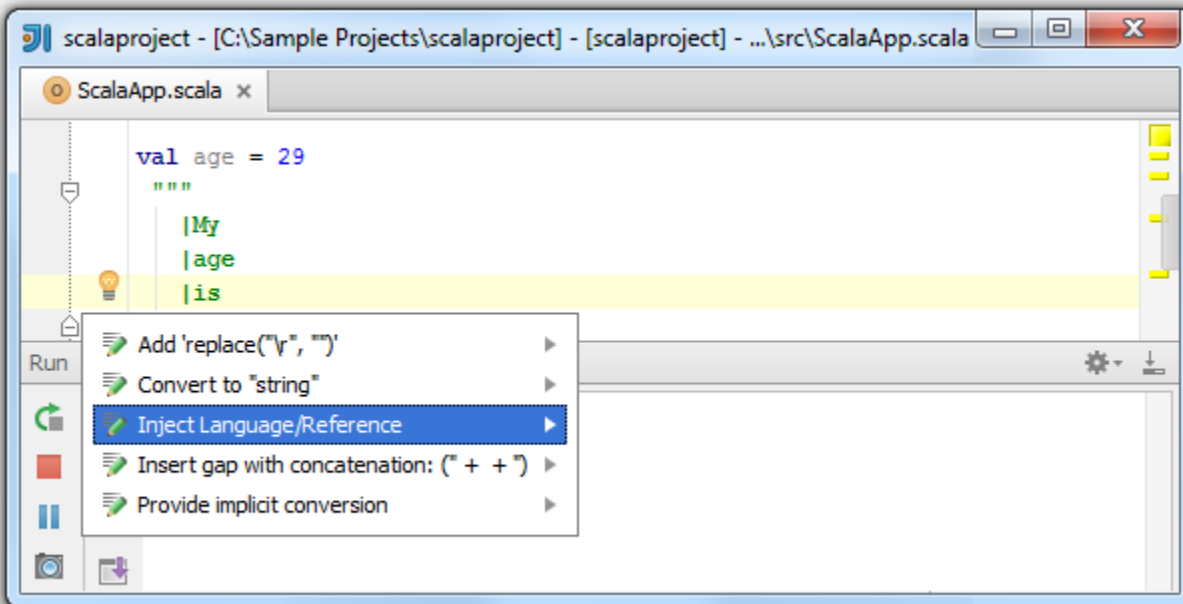 scalaproject - [C:\Sample Projects\scalaproject] - [scalaproject] - ...\src\ScalaApp.scala
ScalaApp.scala
val age = 29
"""
|My
|age
|is
Add 'replace("\r", "")'
Run
Convert to "string"
Inject Language/Reference
Insert gap with concatenation: (" + + ")
Provide implicit conversion